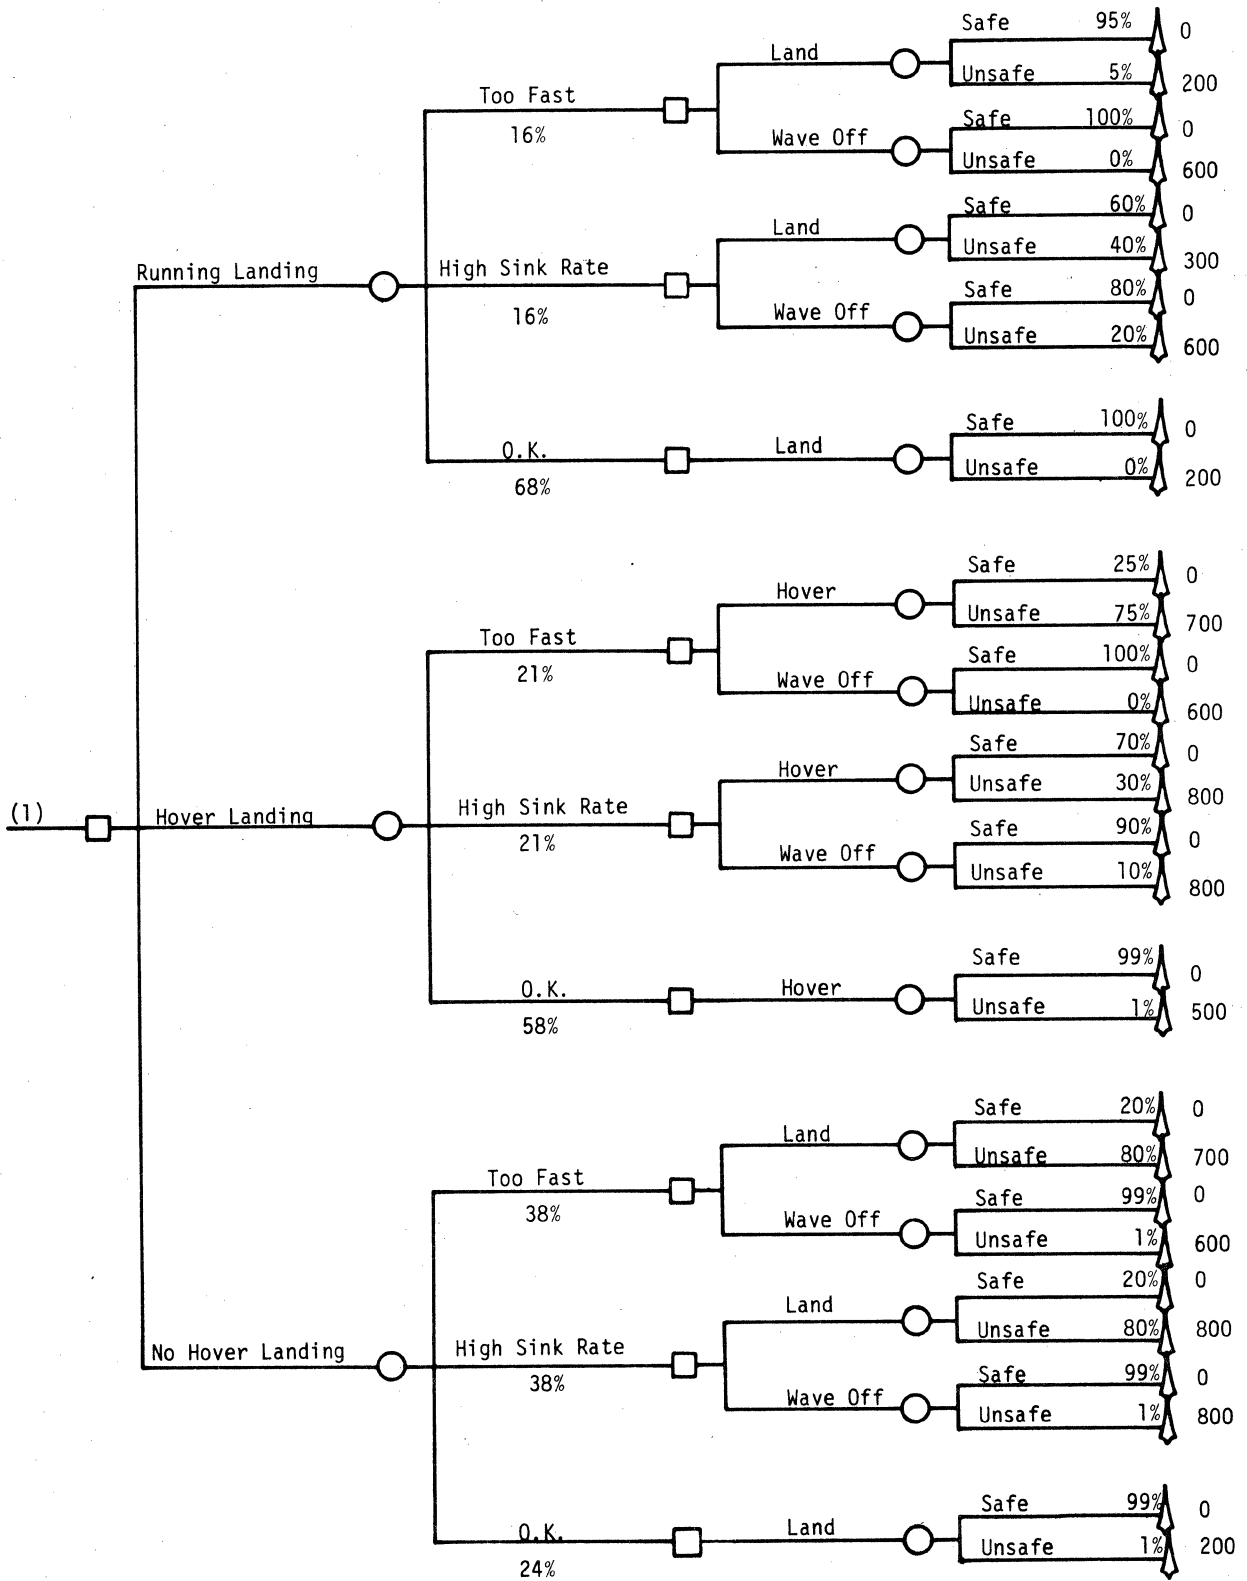 Safe 95% 0
Land
Unsafe 5% 200
Too Fast
16%
Safe 100% 0
Wave Off
Unsafe 0% 600
Safe 60% 0
Land
Unsafe 40% 300
Running Landing
High Sink Rate
16%
Safe 80% 0
Wave Off
Unsafe 20% 600
Safe 100% 0
O.K.
68%
Land
Unsafe 0% 200
Safe 25% 0
Hover
Unsafe 75% 700
Too Fast
21%
Safe 100% 0
Wave Off
Unsafe 0% 600
Safe 70% 0
Hover
Unsafe 30% 800
(1)
Hover Landing
High Sink Rate
21%
Safe 90% 0
Wave Off
Unsafe 10% 800
Safe 99% 0
O.K.
58%
Hover
Unsafe 1% 500
Safe 20% 0
Land
Unsafe 80% 700
Too Fast
38%
Safe 99% 0
Wave Off
Unsafe 1% 600
Safe 20% 0
Land
Unsafe 80% 800
No Hover Landing
High Sink Rate
38%
Safe 99% 0
Wave Off
Unsafe 1% 800
Safe 99% 0
O.K.
24%
Land
Unsafe 1% 200